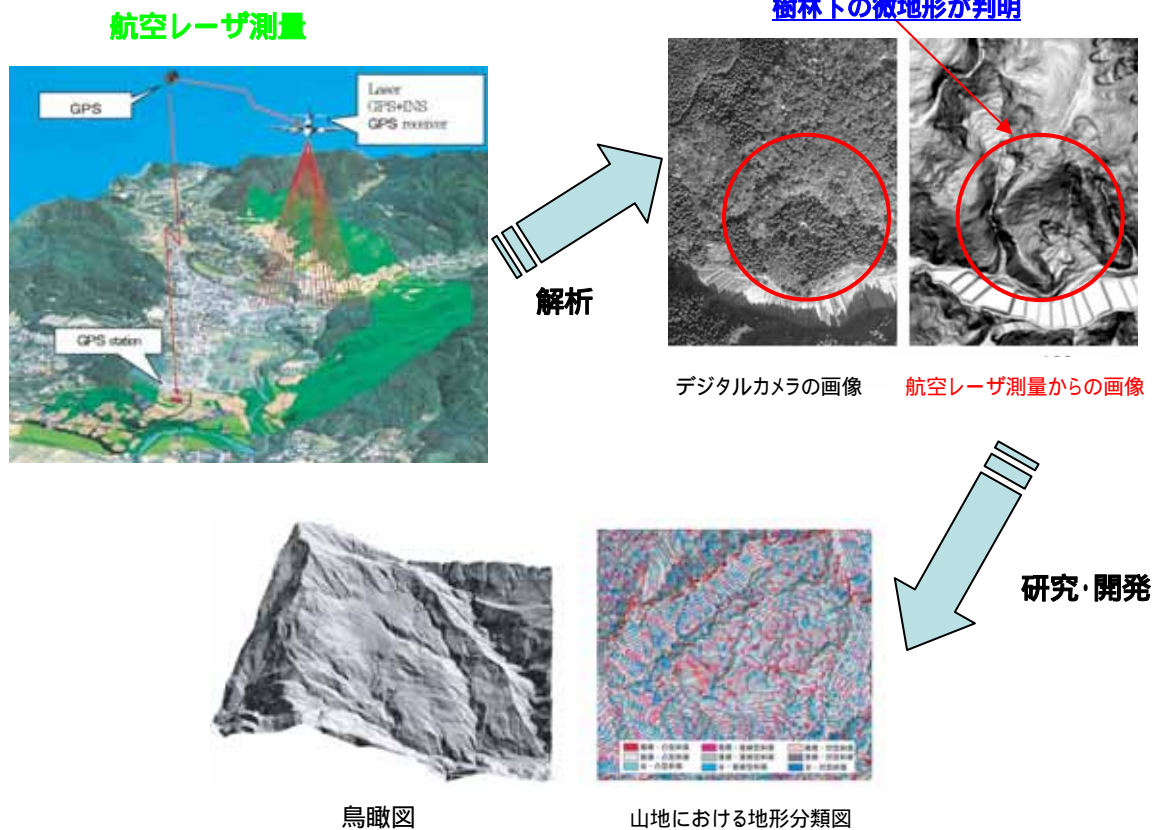 航空レーザ測量
樹林下の微地形が判明
GPS
Laser
GPS+INS
GPS receiver
GPS station
解析
デジタルカメラの画像
航空レーザ測量からの画像
研究・開発
鳥瞰図
山地における地形分類図